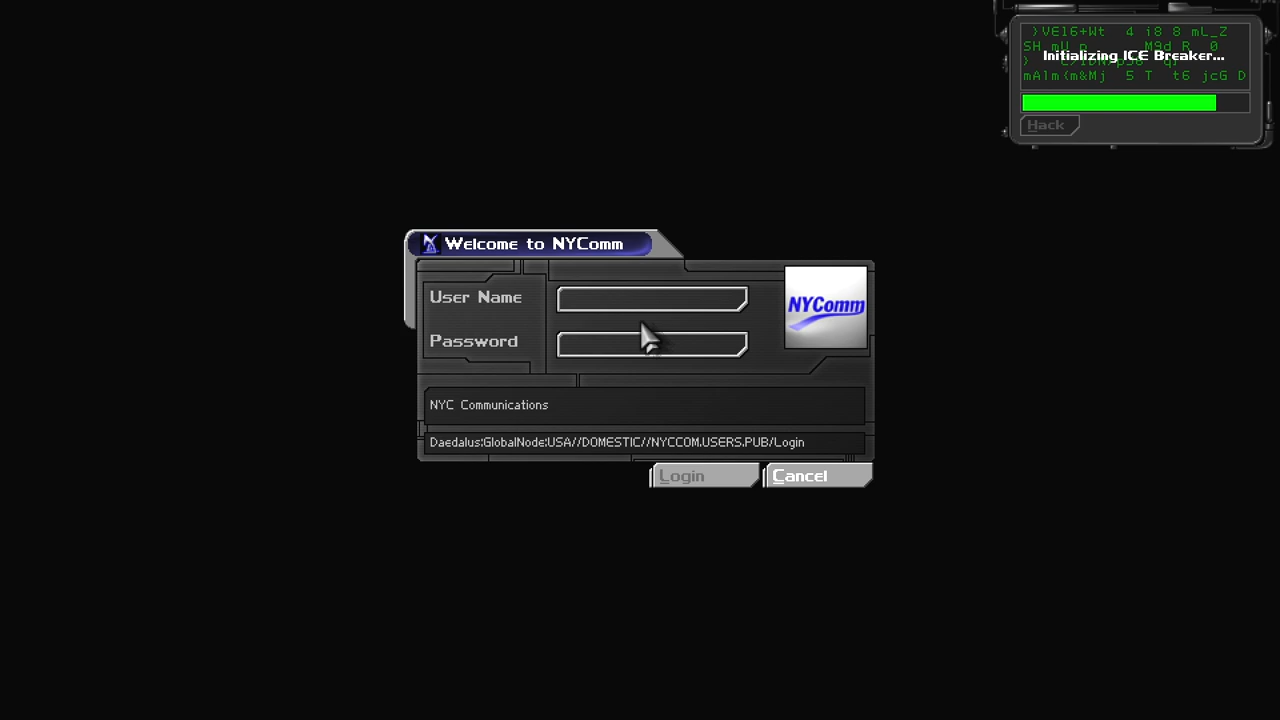 Initializing ICE Breaker...
Hack
Welcome to NYComm
User Name
NYComm
Password
NYC Communications
Daedalus:GlobalNode:USA//DOMESTIC//NYCCOM.USERS.PUB/Login
Login
Cancel